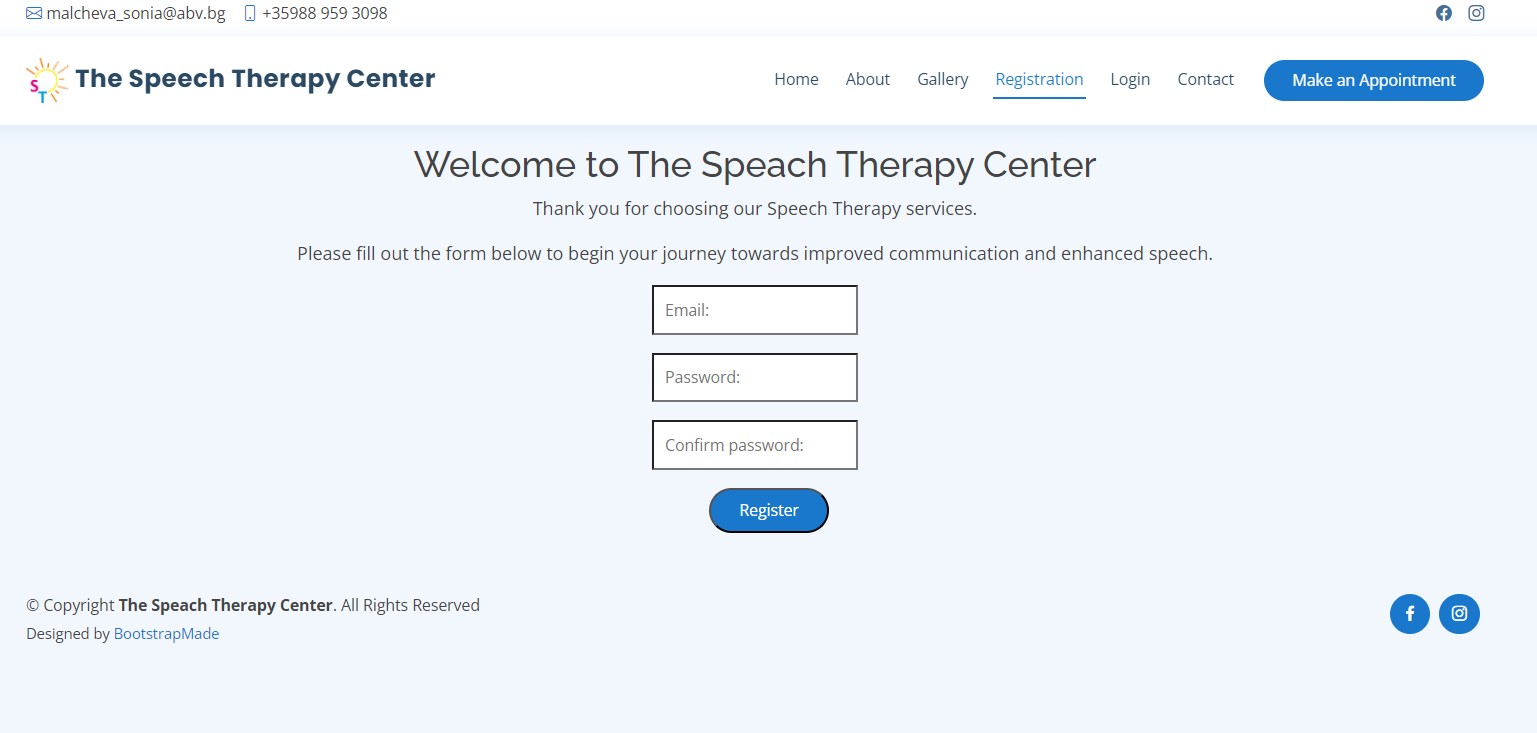 malcheva_sonia@abv.bg +35988 959 3098
ST The Speech Therapy Center Home About Gallery Registration Login Contact Make an Appointment
Welcome to The Speach Therapy Center
Thank you for choosing our Speech Therapy services.
Please fill out the form below to begin your journey towards improved communication and enhanced speech.
Email:
Password:
Confirm password:
Register
© Copyright The Speach Therapy Center. All Rights Reserved
Designed by BootstrapMade